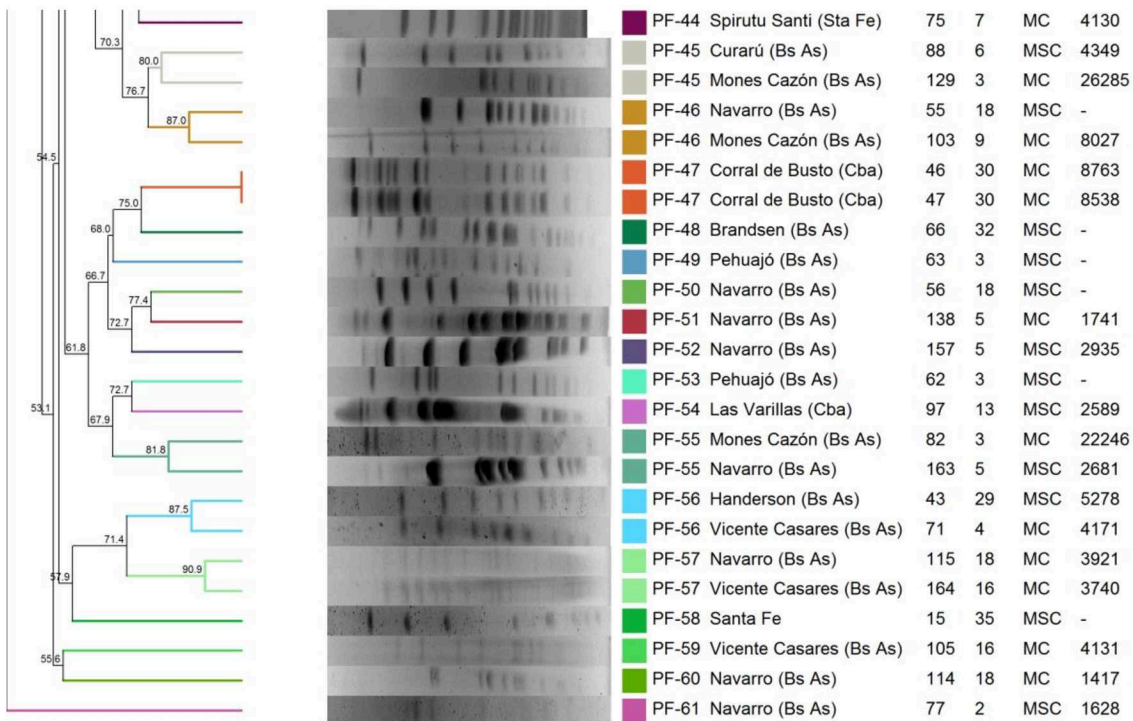 PF-44 Spirutu Santi (Sta Fe) 75 7 MC 4130
70.3
PF-45 Curarú (Bs As) 88 6 MSC 4349
80.0
PF-45 Mones Cazón (Bs As) 129 3 MC 26285
76.7
PF-46 Navarro (Bs As) 55 18 MSC -
87.0
PF-46 Mones Cazón (Bs As) 103 9 MC 8027
54.5
PF-47 Corral de Busto (Cba) 46 30 MC 8763
PF-47 Corral de Busto (Cba) 47 30 MC 8538
75.0
PF-48 Brandsen (Bs As) 66 32 MSC -
68.0
PF-49 Pehuajó (Bs As) 63 3 MSC -
66.7
PF-50 Navarro (Bs As) 56 18 MSC -
77.4
PF-51 Navarro (Bs As) 138 5 MC 1741
72.7
PF-52 Navarro (Bs As) 157 5 MSC 2935
61.8
PF-53 Pehuajó (Bs As) 62 3 MSC -
72.7
PF-54 Las Varillas (Cba) 97 13 MSC 2589
53.1
67.9
PF-55 Mones Cazón (Bs As) 82 3 MC 22246
81.8
PF-55 Navarro (Bs As) 163 5 MSC 2681
PF-56 Handerson (Bs As) 43 29 MSC 5278
87.5
PF-56 Vicente Casares (Bs As) 71 4 MC 4171
71.4
PF-57 Navarro (Bs As) 115 18 MC 3921
90.9
PF-57 Vicente Casares (Bs As) 164 16 MC 3740
57.9
PF-58 Santa Fe 15 35 MSC -
PF-59 Vicente Casares (Bs As) 105 16 MC 4131
55.6
PF-60 Navarro (Bs As) 114 18 MC 1417
PF-61 Navarro (Bs As) 77 2 MSC 1628